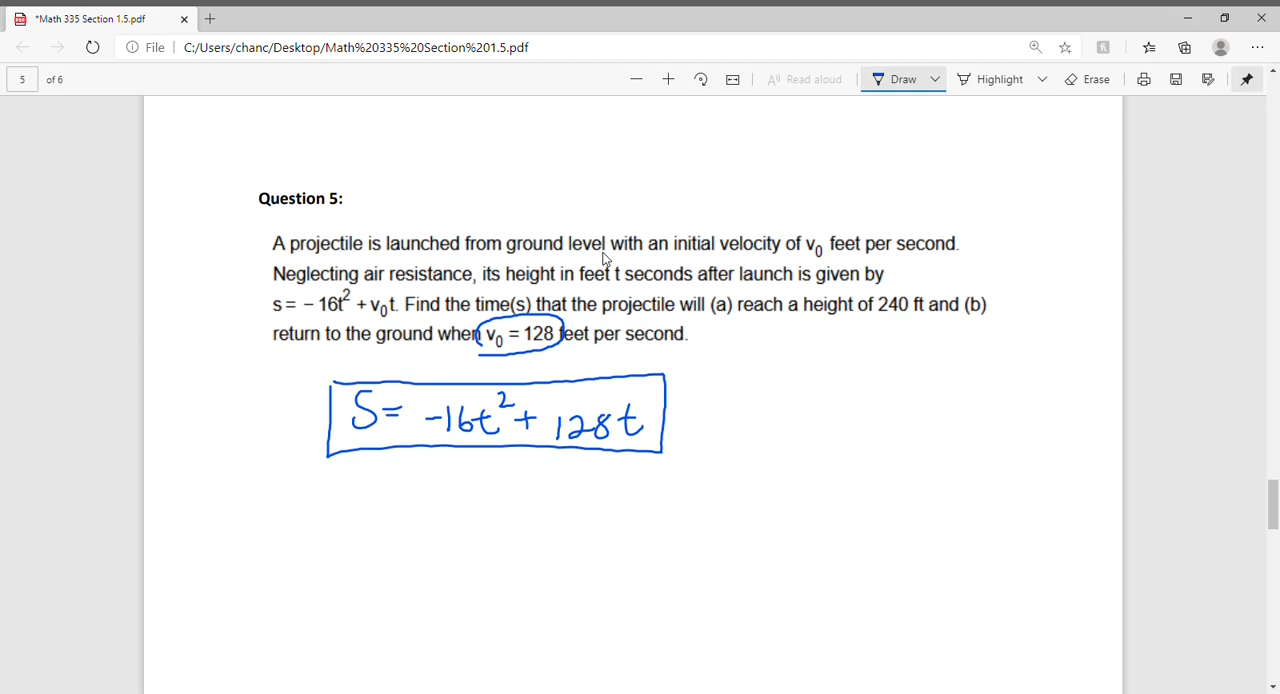 *Math 335 Section 1.5.pdf
File | C:/Users/chanc/Desktop/Math%20335%20Section%201.5.pdf
5 of 6
Read aloud Draw Highlight Erase
Question 5:
A projectile is launched from ground level with an initial velocity of v₀ feet per second.
Neglecting air resistance, its height in feet t seconds after launch is given by
s = − 16t² + v₀t. Find the time(s) that the projectile will (a) reach a height of 240 ft and (b)
return to the ground when v₀ = 128 feet per second.
S = -16t² + 128t